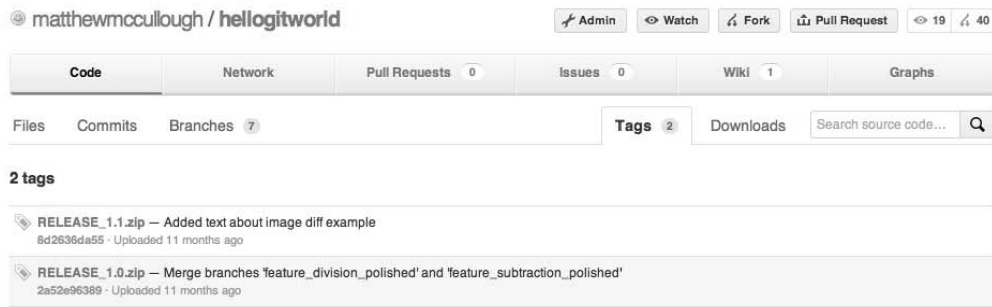 matthewmccullough / hellogitworld
Admin Watch Fork Pull Request 19 40
Code Network Pull Requests 0 Issues 0 Wiki 1 Graphs
Files Commits Branches 7 Tags 2 Downloads Search source code...
2 tags
RELEASE_1.1.zip — Added text about image diff example
8d2636da55 · Uploaded 11 months ago
RELEASE_1.0.zip — Merge branches 'feature_division_polished' and 'feature_subtraction_polished'
2a52e96389 · Uploaded 11 months ago